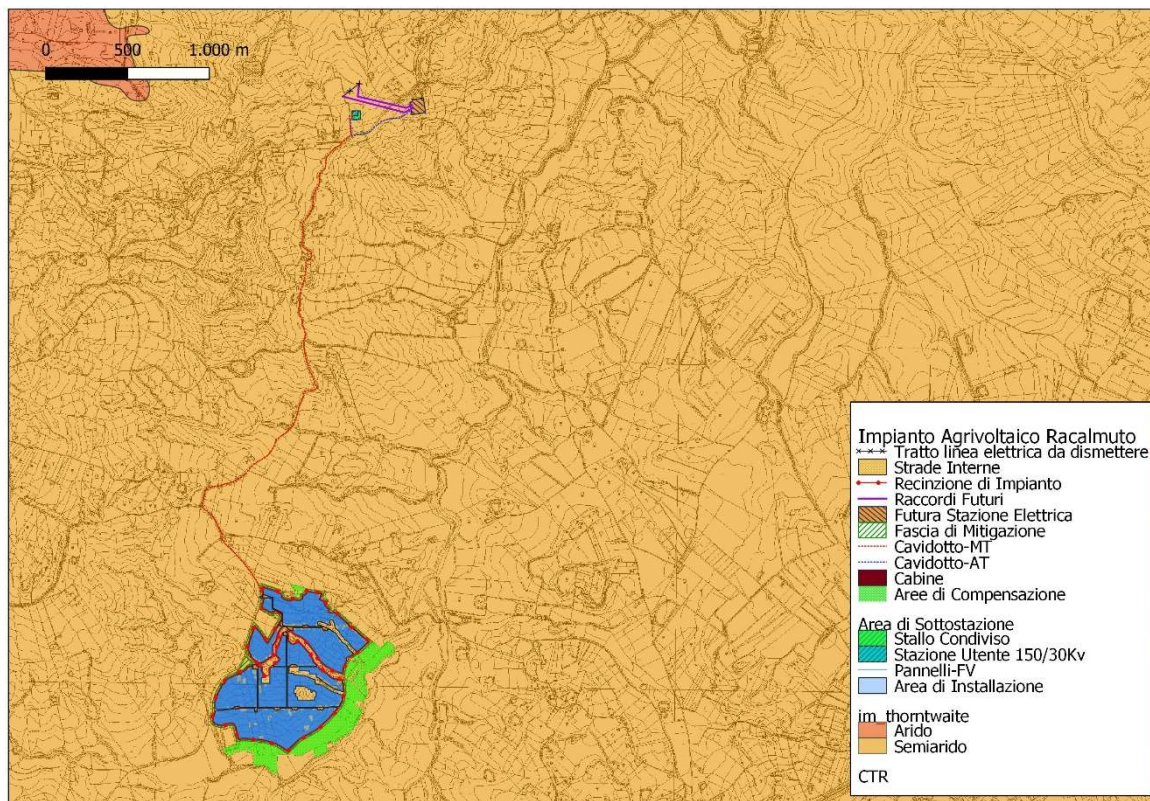 0 500 1.000 m
Impianto Agrivoltaico Racalmuto
Tratto linea elettrica da dismettere
Strade Interne
Recinzione di Impianto
Raccordi Futuri
Futura Stazione Elettrica
Fascia di Mitigazione
Cavidotto-MT
Cavidotto-AT
Cabine
Aree di Compensazione
Area di Sottostazione
Stallo Condiviso
Stazione Utente 150/30Kv
Pannelli-FV
Area di Installazione
im_thorntwaite
Arido
Semiarido
CTR